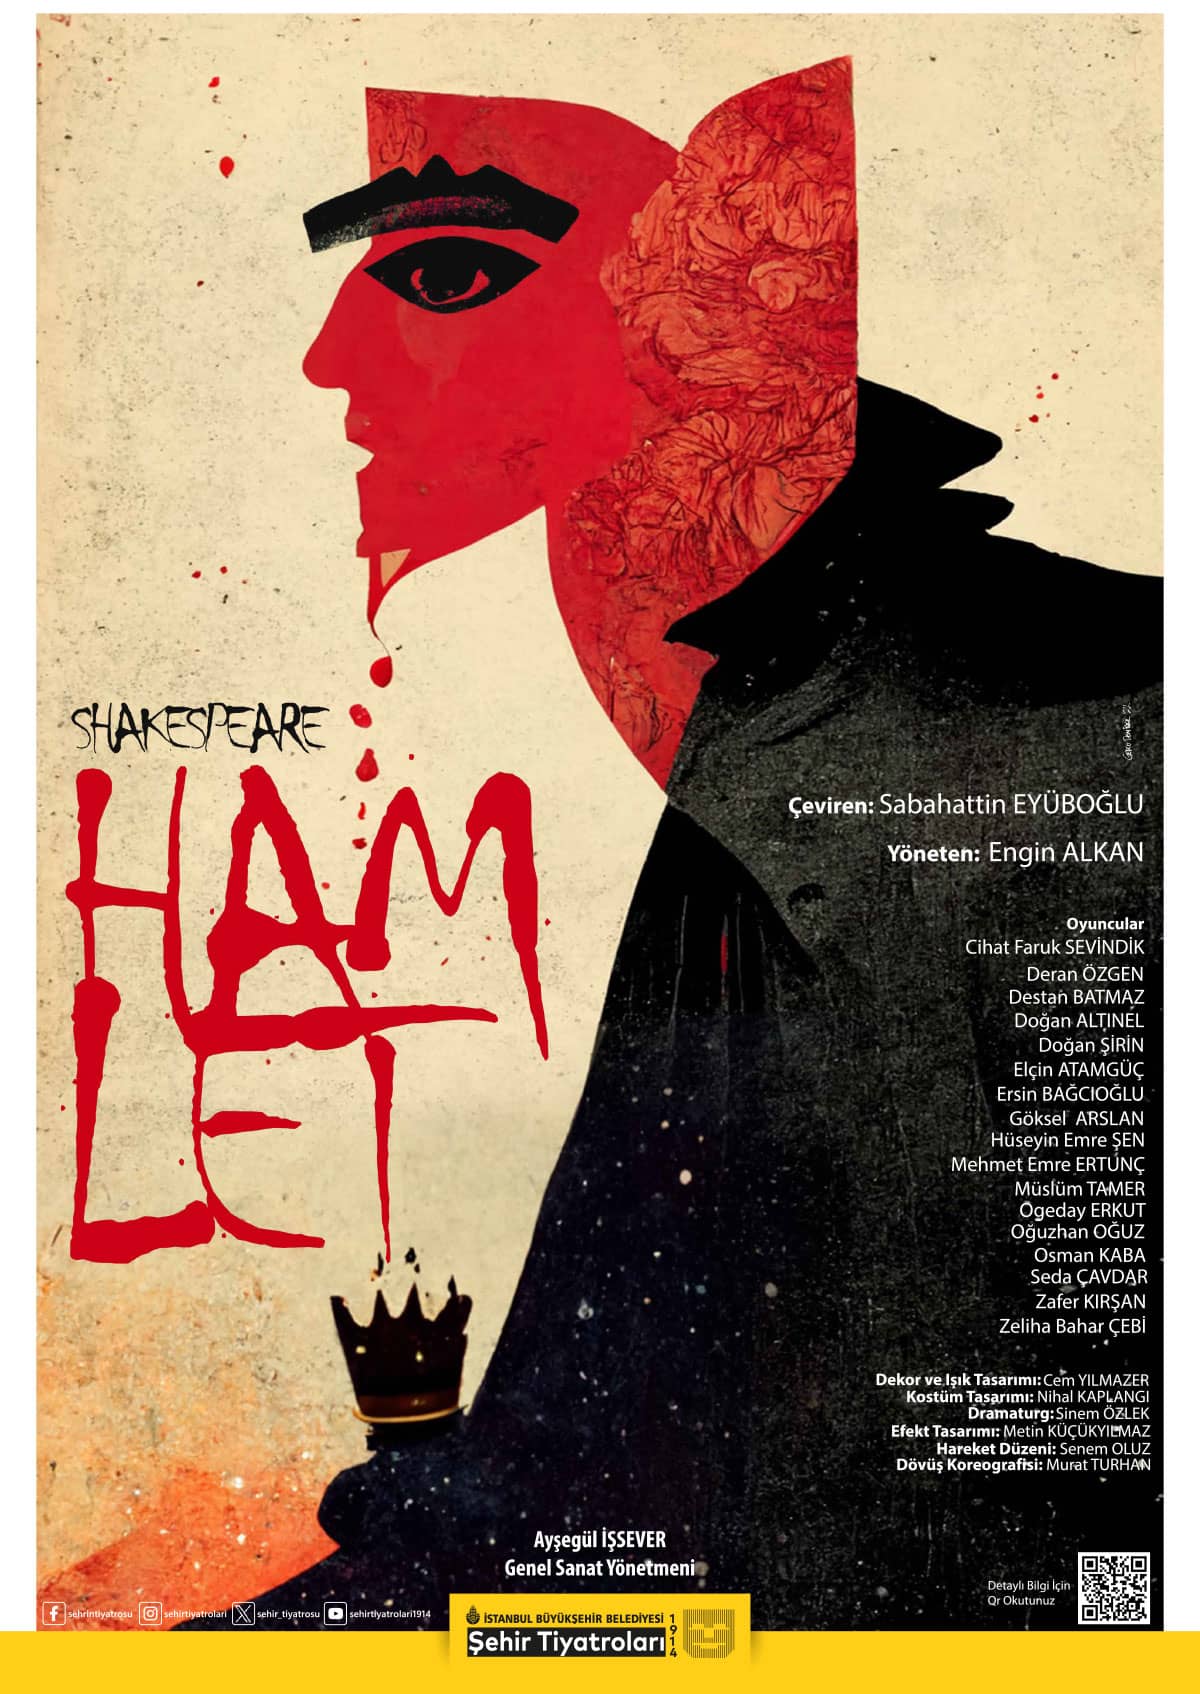 SHAKESPEARE
HAM
LET
Çeviren: Sabahattin EYÜBOĞLU
Yöneten: Engin ALKAN
Oyuncular
Cihat Faruk SEVİNDİK
Deran ÖZGEN
Destan BATMAZ
Doğan ALTINEL
Doğan ŞİRİN
Elçin ATAMGÜÇ
Ersin BAĞCIOĞLU
Göksel ARSLAN
Hüseyin Emre ŞEN
Mehmet Emre ERTUNÇ
Müslüm TAMER
Ogeday ERKUT
Oğuzhan OĞUZ
Osman KABA
Seda ÇAVDAR
Zafer KIRŞAN
Zeliha Bahar ÇEBİ
Dekor ve Işık Tasarımı: Cem YILMAZER
Kostüm Tasarımı: Nihal KAPLANGI
Dramaturg: Sinem ÖZLEK
Efekt Tasarımı: Metin KÜÇÜKYILMAZ
Hareket Düzeni: Senem OLUZ
Dövüş Koreografisi: Murat TURHAN
Ayşegül İŞSEVER
Genel Sanat Yönetmeni
Detaylı Bilgi İçin
Qr Okutunuz
sehrintiyatrosu sehirtiyatrolari sehir_tiyatrosu sehirtiyatrolari1914
İSTANBUL BÜYÜKŞEHİR BELEDİYESİ
Şehir Tiyatroları
1914